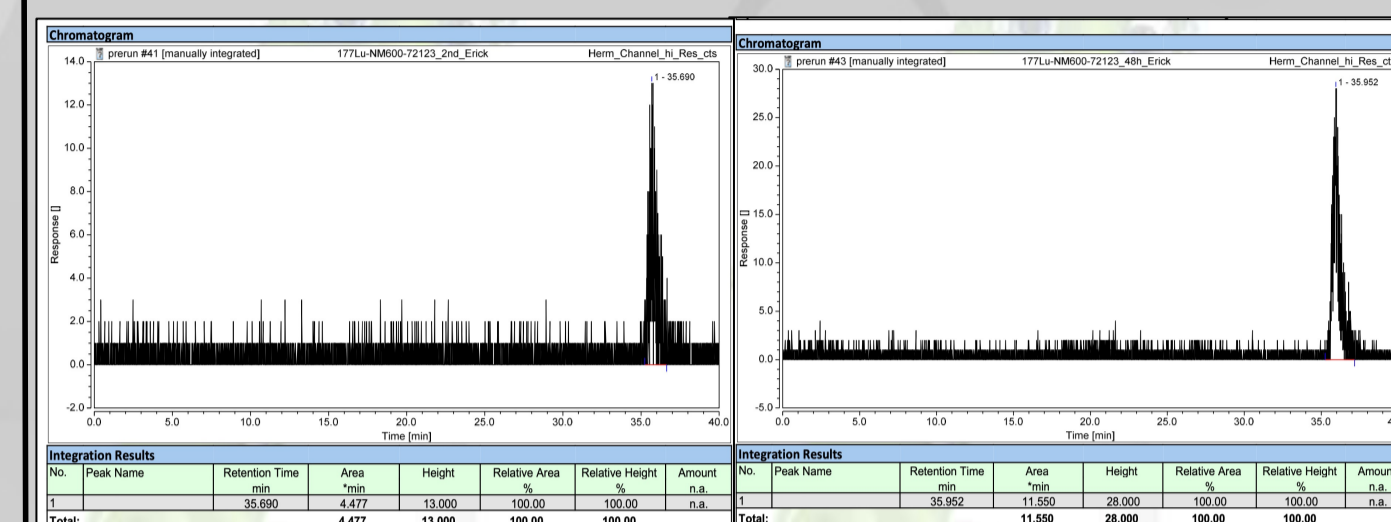 Chromatogram
prerun #41 [manually integrated] 177Lu-NM600-72123_2nd_Erick Herm_Channel_hi_Res_cts
14.0
12.0
10.0
8.0
6.0
4.0
2.0
0.0
-2.0
Response []
1 - 35.690
0.0 5.0 10.0 15.0 20.0 25.0 30.0 35.0 40.0
Time [min]
Integration Results
No. Peak Name Retention Time Area Height Relative Area Relative Height Amount
min *min % % n.a.
1 35.690 4.477 13.000 100.00 100.00 n.a.
Total: 4.477 13.000 100.00 100.00
Chromatogram
prerun #43 [manually integrated] 177Lu-NM600-72123_48h_Erick Herm_Channel_hi_Res_ct
30.0
25.0
20.0
15.0
10.0
5.0
0.0
-5.0
Response []
1 - 35.952
0.0 5.0 10.0 15.0 20.0 25.0 30.0 35.0 4
Time [min]
Integration Results
No. Peak Name Retention Time Area Height Relative Area Relative Height Amoun
min *min % % n.a.
1 35.952 11.550 28.000 100.00 100.00 n.a.
Total: 11.550 28.000 100.00 100.00